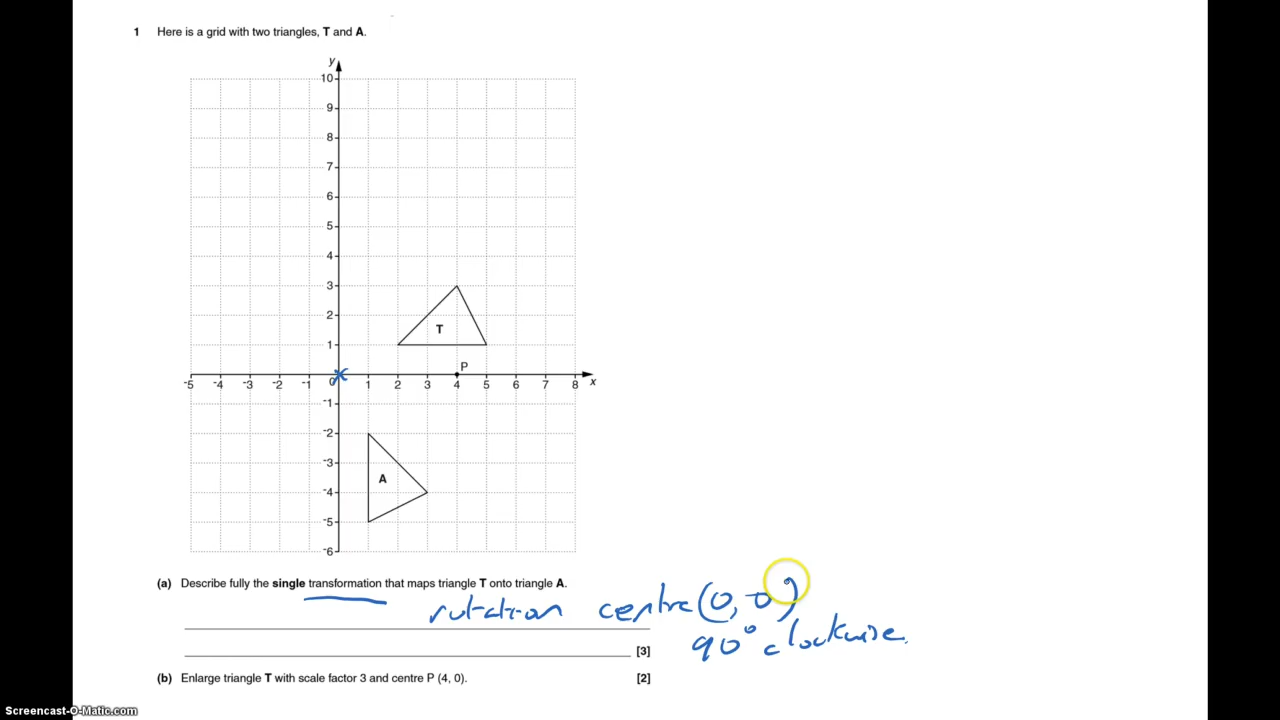 1 Here is a grid with two triangles, T and A.
y
10
9
8
7
6
5
4
3
2
1
T
P
-5 -4 -3 -2 -1 0 1 2 3 4 5 6 7 8 x
-1
-2
-3
A
-4
-5
-6
(a) Describe fully the single transformation that maps triangle T onto triangle A.
rotation centre (0, 0)
90° clockwise.
[3]
(b) Enlarge triangle T with scale factor 3 and centre P (4, 0). [2]
Screencast-O-Matic.com